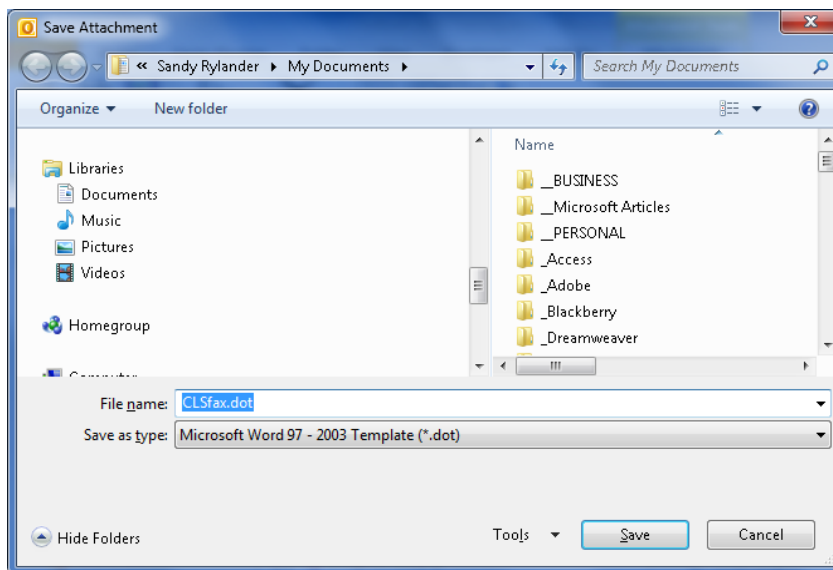 Save Attachment
« Sandy Rylander ▸ My Documents ▸
Search My Documents
Organize
New folder
Name
Libraries
Documents
Music
Pictures
Videos
Homegroup
Computer
__BUSINESS
__Microsoft Articles
__PERSONAL
_Access
_Adobe
_Blackberry
_Dreamweaver
File name: CLSfax.dot
Save as type: Microsoft Word 97 - 2003 Template (*.dot)
Hide Folders
Tools
Save
Cancel